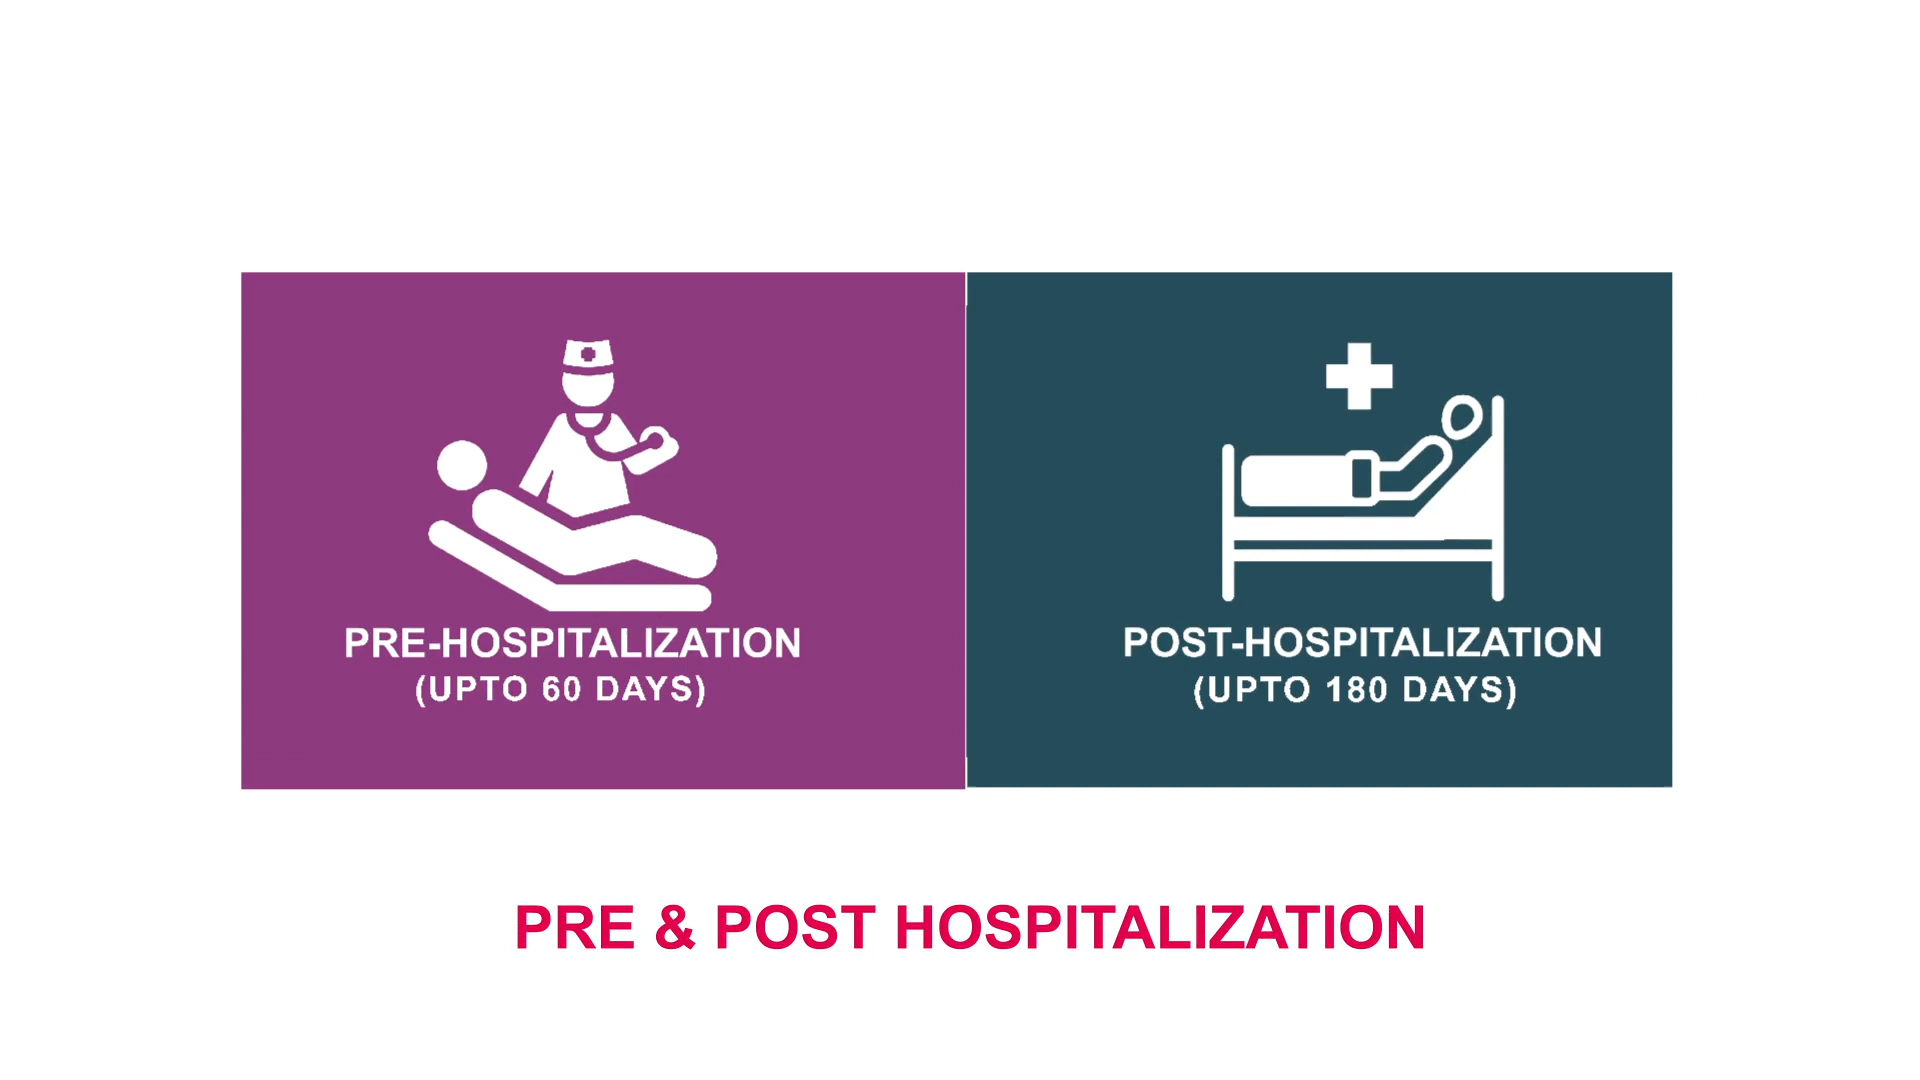 PRE-HOSPITALIZATION
(UPTO 60 DAYS)
POST-HOSPITALIZATION
(UPTO 180 DAYS)
PRE & POST HOSPITALIZATION